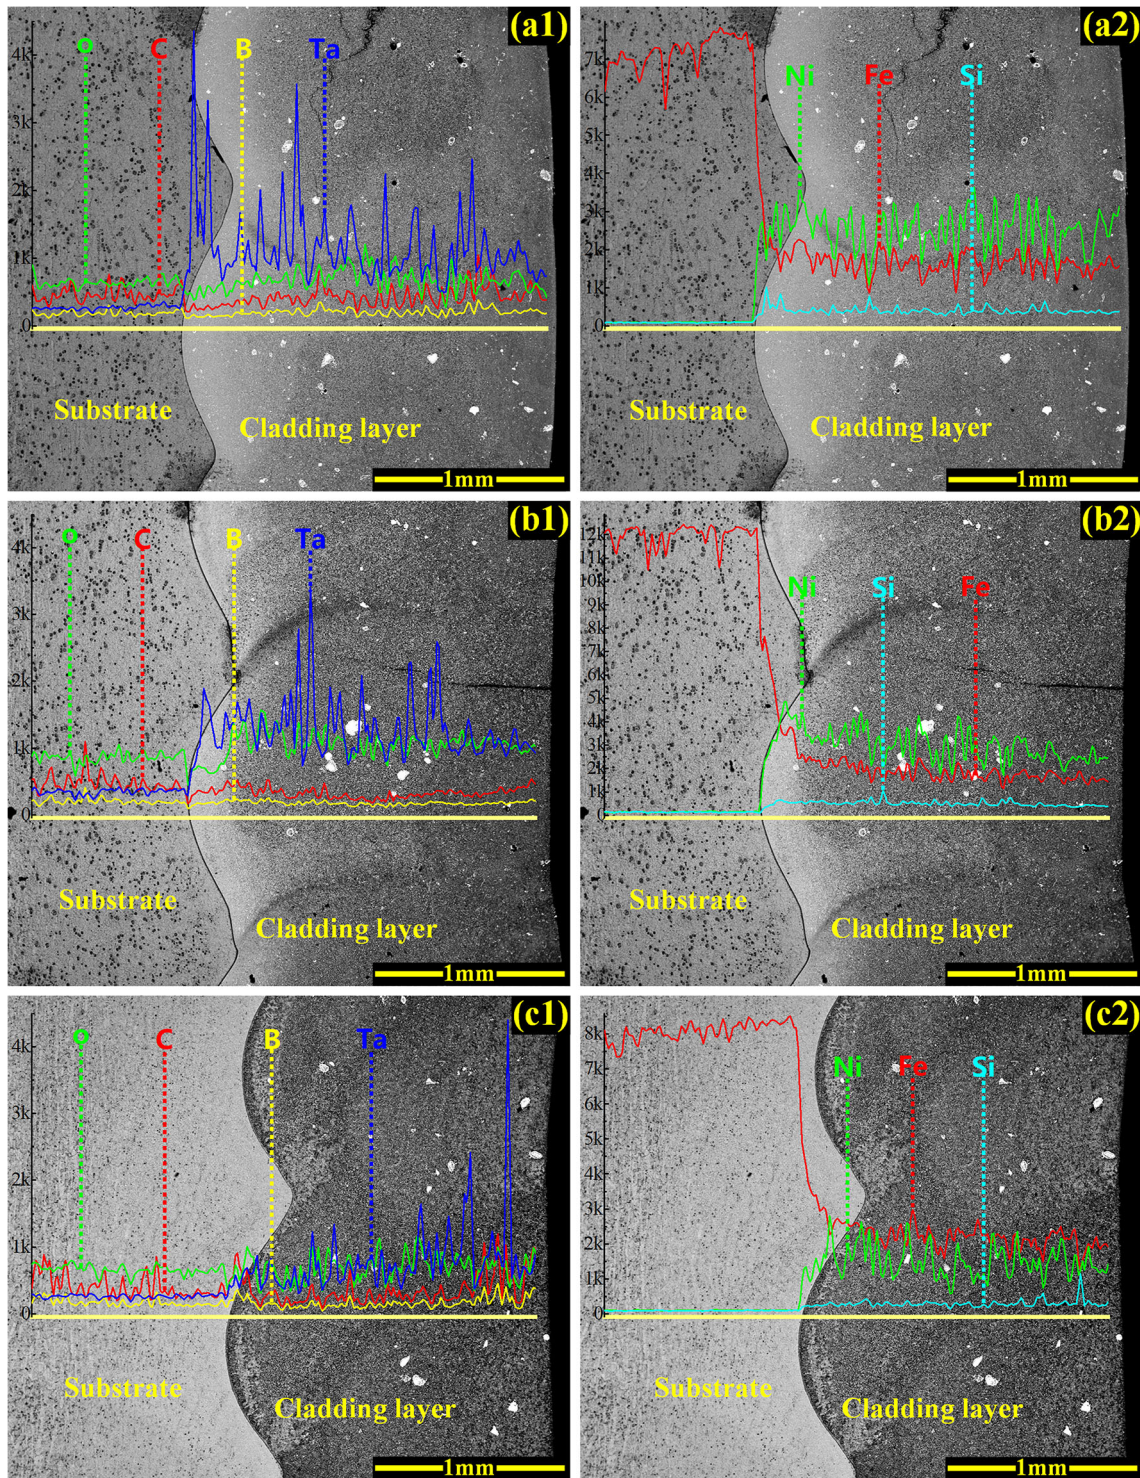 (a1)
O C B Ta
4k
3k
2k
1k
0
Substrate
Cladding layer
1mm
(a2)
Ni Fe Si
7k
6k
5k
4k
3k
2k
1k
0
Substrate
Cladding layer
1mm
(b1)
O C B Ta
4k
3k
2k
1k
0
Substrate
Cladding layer
1mm
(b2)
Ni Si Fe
12k
11k
10k
9k
8k
7k
6k
5k
4k
3k
2k
1k
0
Substrate
Cladding layer
1mm
(c1)
O C B Ta
4k
3k
2k
1k
0
Substrate
Cladding layer
1mm
(c2)
Ni Fe Si
8k
7k
6k
5k
4k
3k
2k
1k
0
Substrate
Cladding layer
1mm